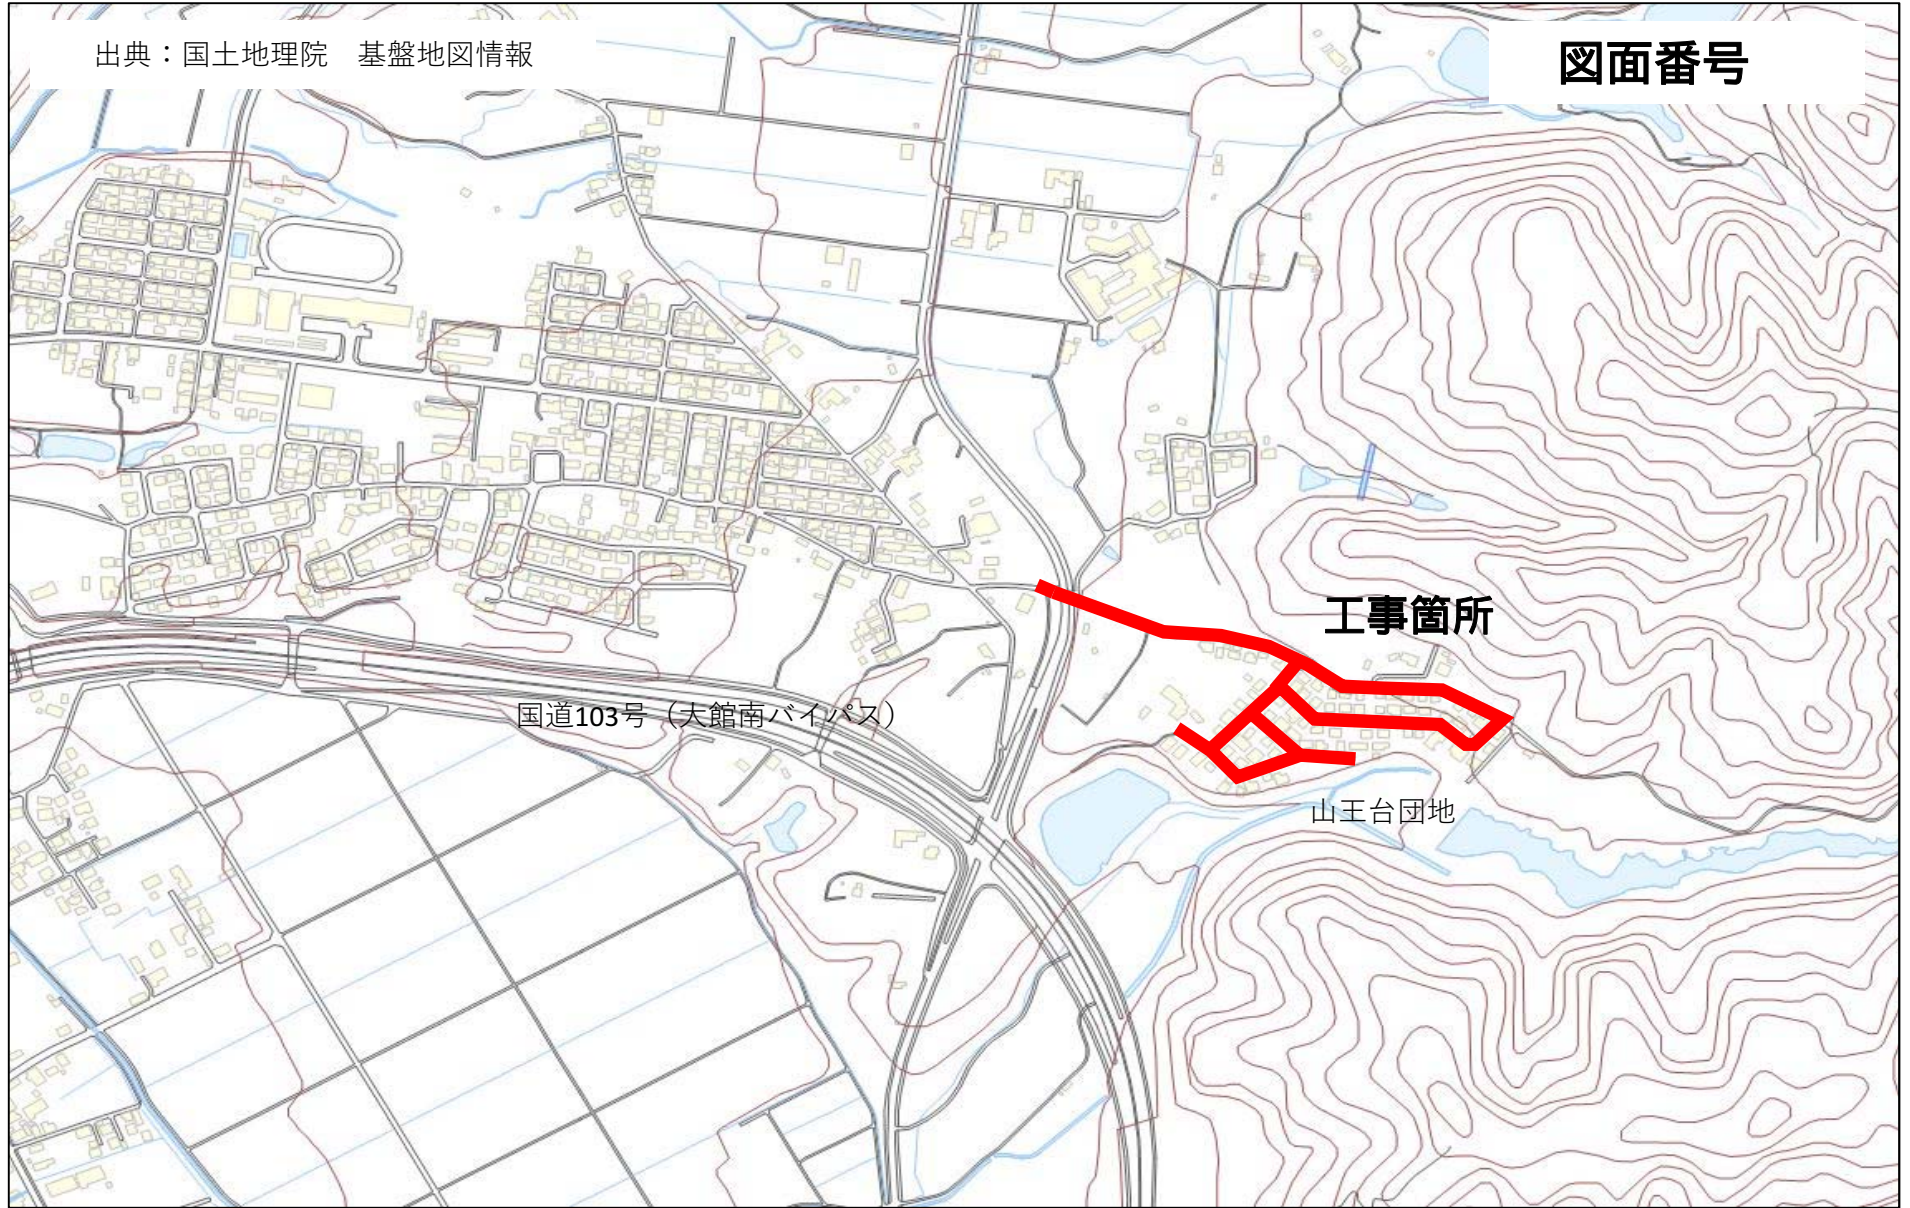 出典：国土地理院　基盤地図情報
図面番号
工事箇所
国道103号（大館南バイパス）
山王台団地